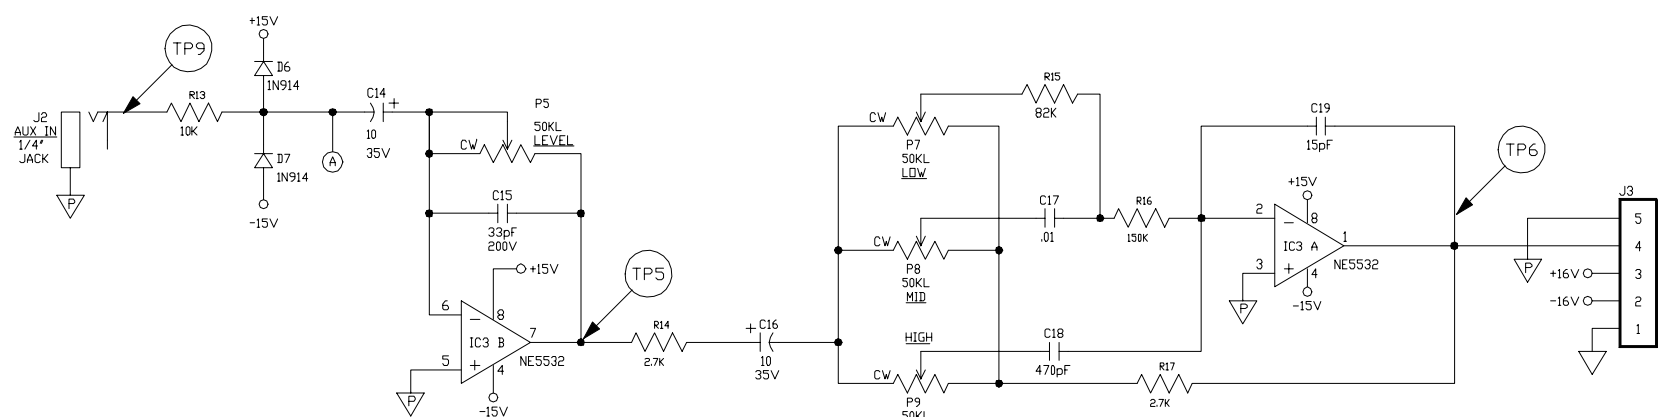 +15V
TP9
D6
1N914
R13
10K
J2
AUX IN
1/4"
JACK
P
D7
1N914
-15V
A
C14
+
10
35V
P5
50KL
LEVEL
CW
C15
33pF
200V
+15V
6
-
8
IC3 B
7
NE5532
5
+
4
P
-15V
TP5
R14
2.7K
+
C16
10
35V
CW
P7
50KL
LOW
R15
82K
CW
P8
50KL
MID
C17
.01
R16
150K
HIGH
CW
P9
50KL
C18
470pF
R17
2.7K
C19
15pF
+15V
2
-
8
IC3 A
1
NE5532
3
+
4
P
-15V
TP6
J3
5
4
P
+16V
3
-16V
2
1